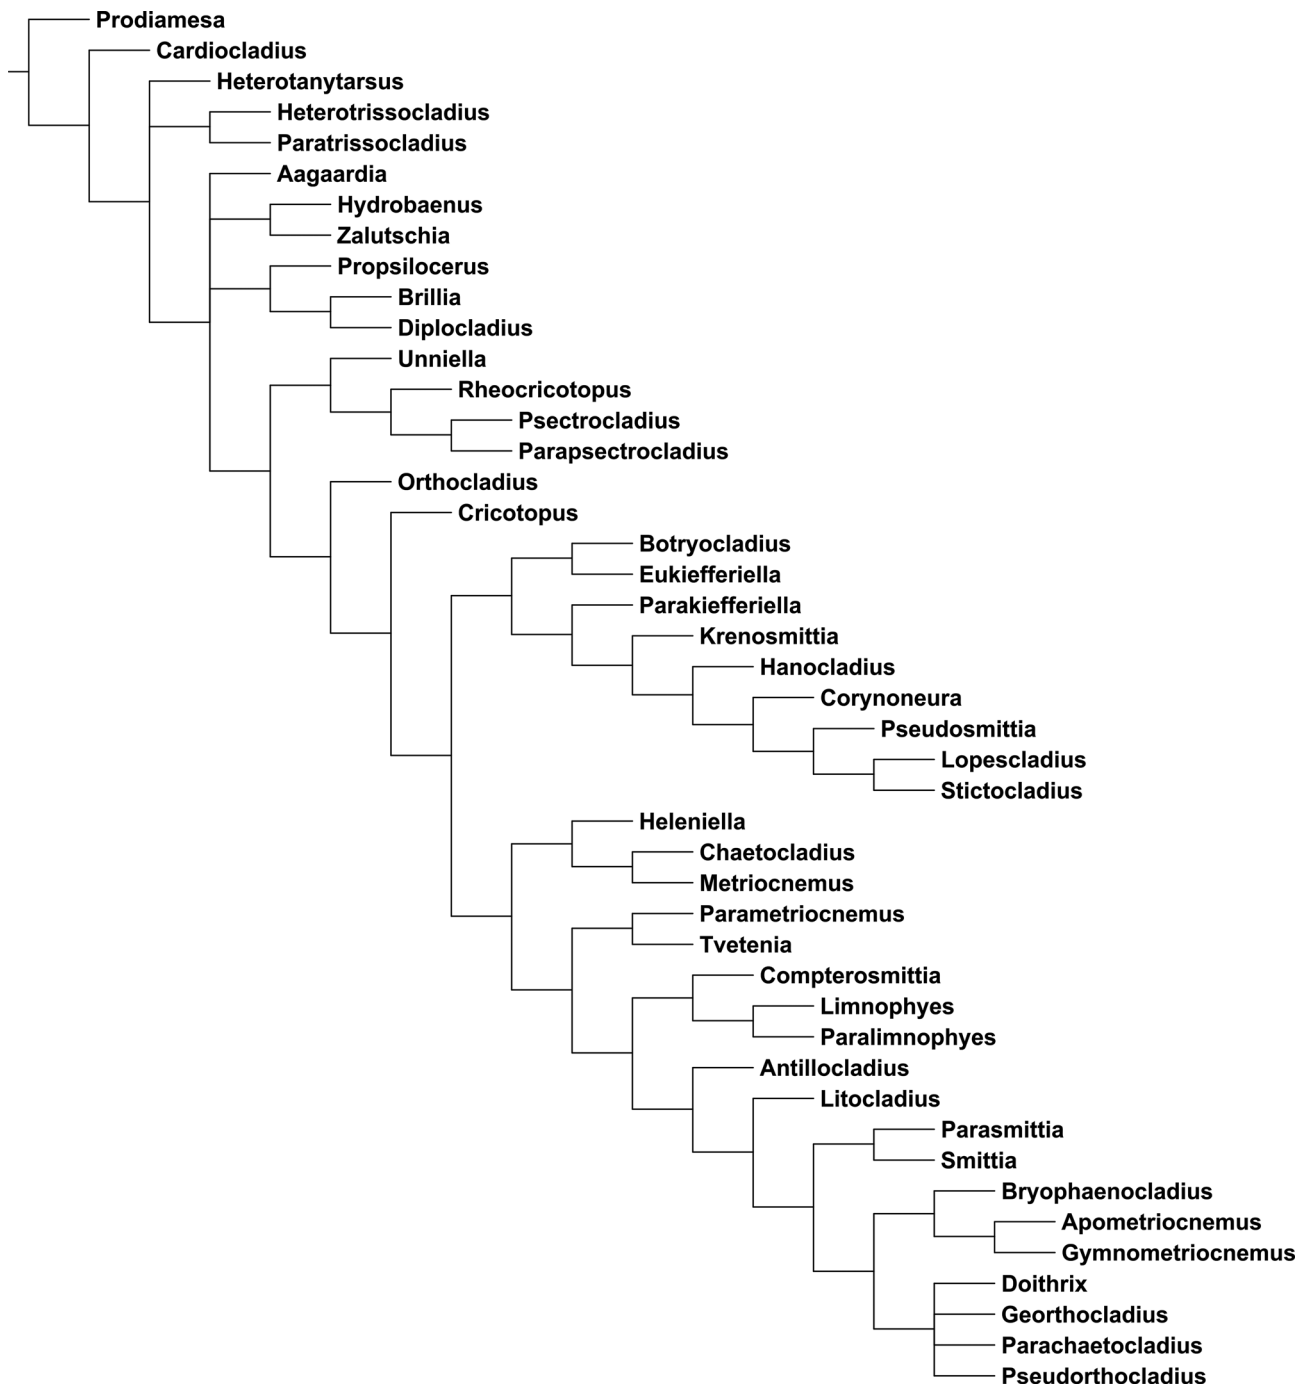 Prodiamesa
Cardiocladius
Heterotanytarsus
Heterotrissocladius
Paratrissocladius
Aagaardia
Hydrobaenus
Zalutschia
Propsilocerus
Brillia
Diplocladius
Unniella
Rheocricotopus
Psectrocladius
Parapsectrocladius
Orthocladius
Cricotopus
Botryocladius
Eukiefferiella
Parakiefferiella
Krenosmittia
Hanocladius
Corynoneura
Pseudosmittia
Lopescladius
Stictocladius
Heleniella
Chaetocladius
Metriocnemus
Parametriocnemus
Tvetenia
Compterosmittia
Limnophyes
Paralimnophyes
Antillocladius
Litocladius
Parasmittia
Smittia
Bryophaenocladius
Apometriocnemus
Gymnometriocnemus
Doithrix
Georthocladius
Parachaetocladius
Pseudorthocladius